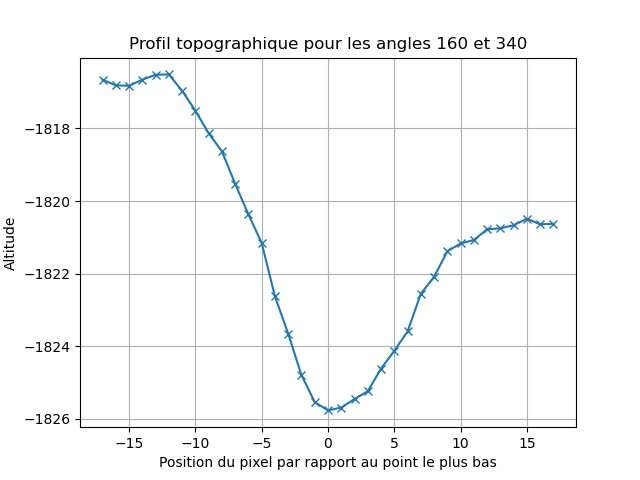 Profil topographique pour les angles 160 et 340
Altitude
−1818
−1820
−1822
−1824
−1826
−15 −10 −5 0 5 10 15
Position du pixel par rapport au point le plus bas